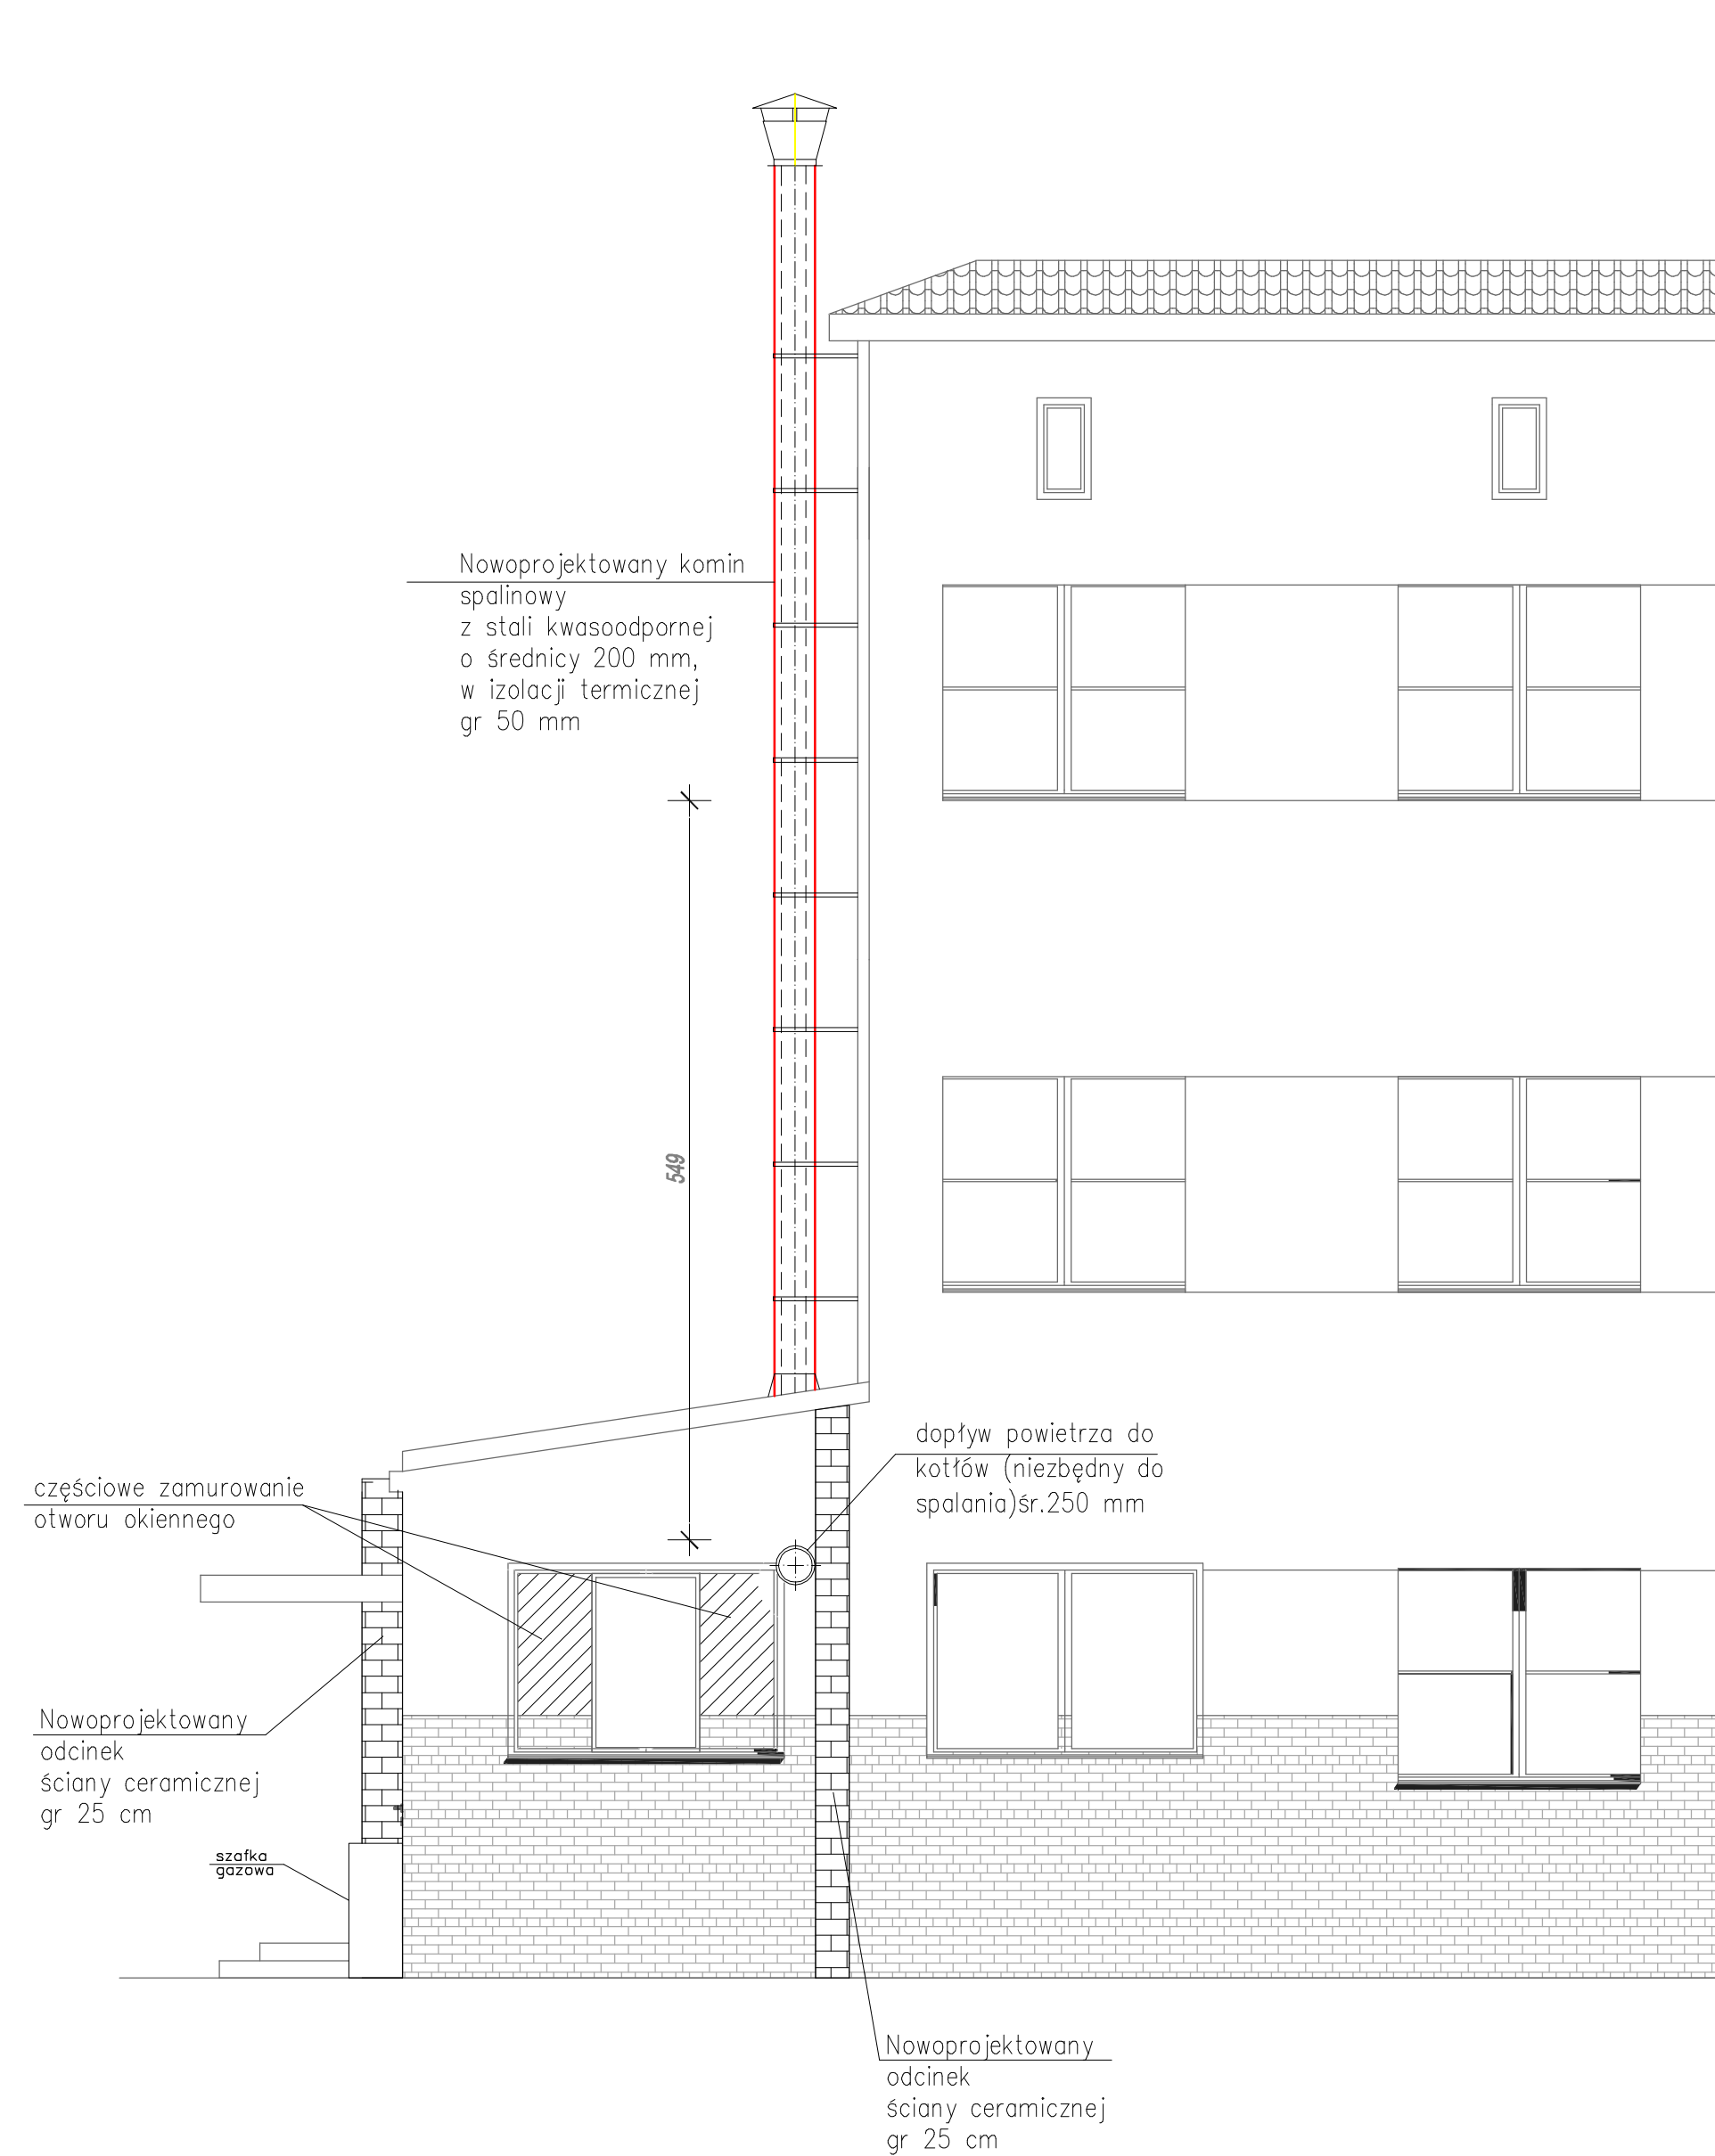 Nowoprojektowany komin
spalinowy
z stali kwasoodpornej
o średnicy 200 mm,
w izolacji termicznej
gr 50 mm
549
dopływ powietrza do
kotłów (niezbędny do
spalania)śr.250 mm
częściowe zamurowanie
otworu okiennego
Nowoprojektowany
odcinek
ściany ceramicznej
gr 25 cm
szafka
gazowa
Nowoprojektowany
odcinek
ściany ceramicznej
gr 25 cm